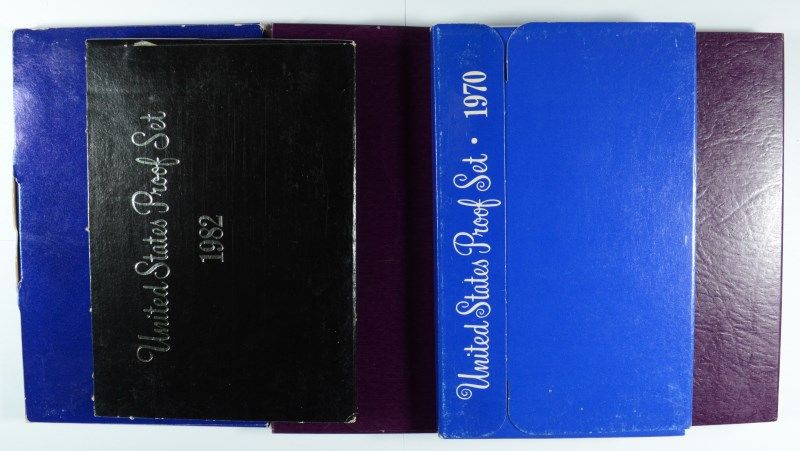 United States Proof Set
1982
United States Proof Set • 1970